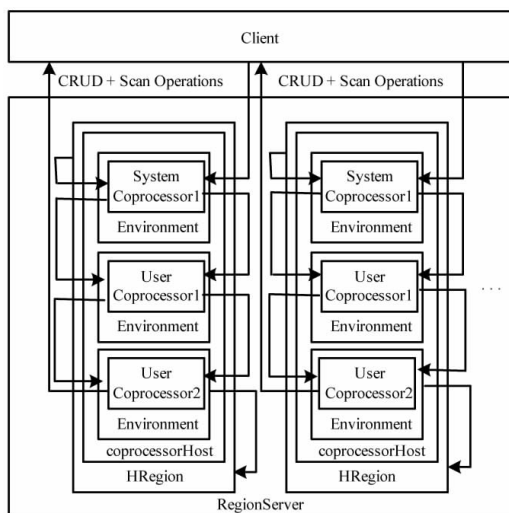 Client
CRUD + Scan Operations
CRUD + Scan Operations
System
Coprocessor1
Environment
User
Coprocessor1
Environment
User
Coprocessor2
Environment
coprocessorHost
HRegion
System
Coprocessor1
Environment
User
Coprocessor1
Environment
User
Coprocessor2
Environment
coprocessorHost
HRegion
...
RegionServer